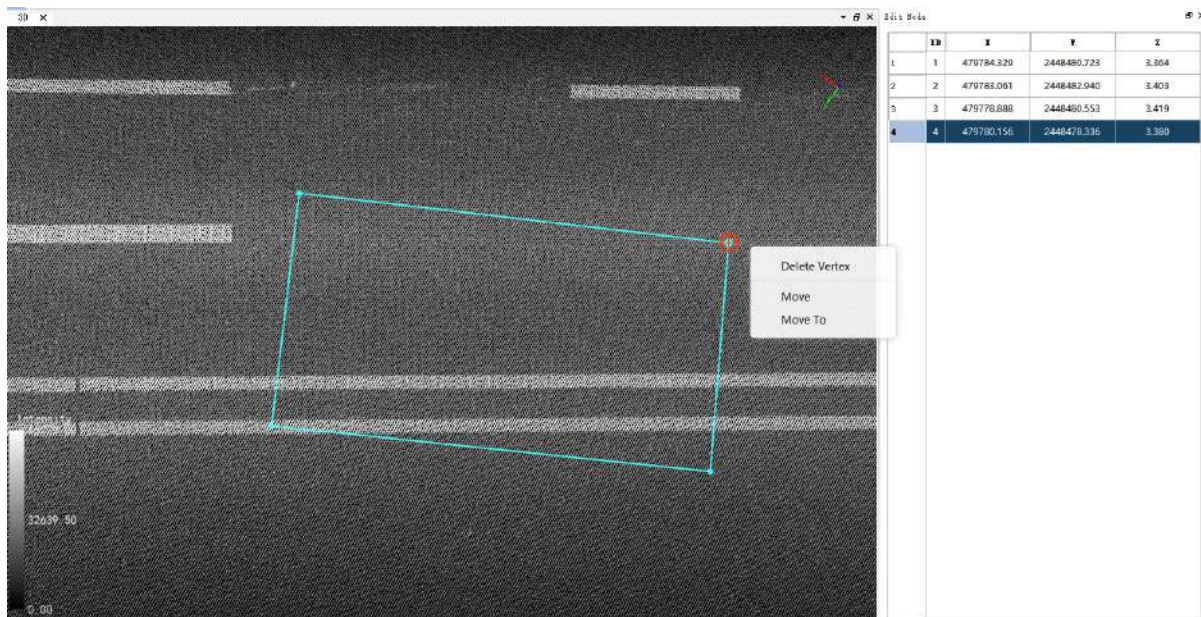 3D
Edit Node
ID X Y Z
1 1 479784.329 2448480.723 3.364
2 2 479783.061 2448482.940 3.403
3 3 479778.888 2448480.553 3.419
4 4 479780.156 2448478.336 3.380
Delete Vertex
Move
Move To
Intensity
32639.50
0.00